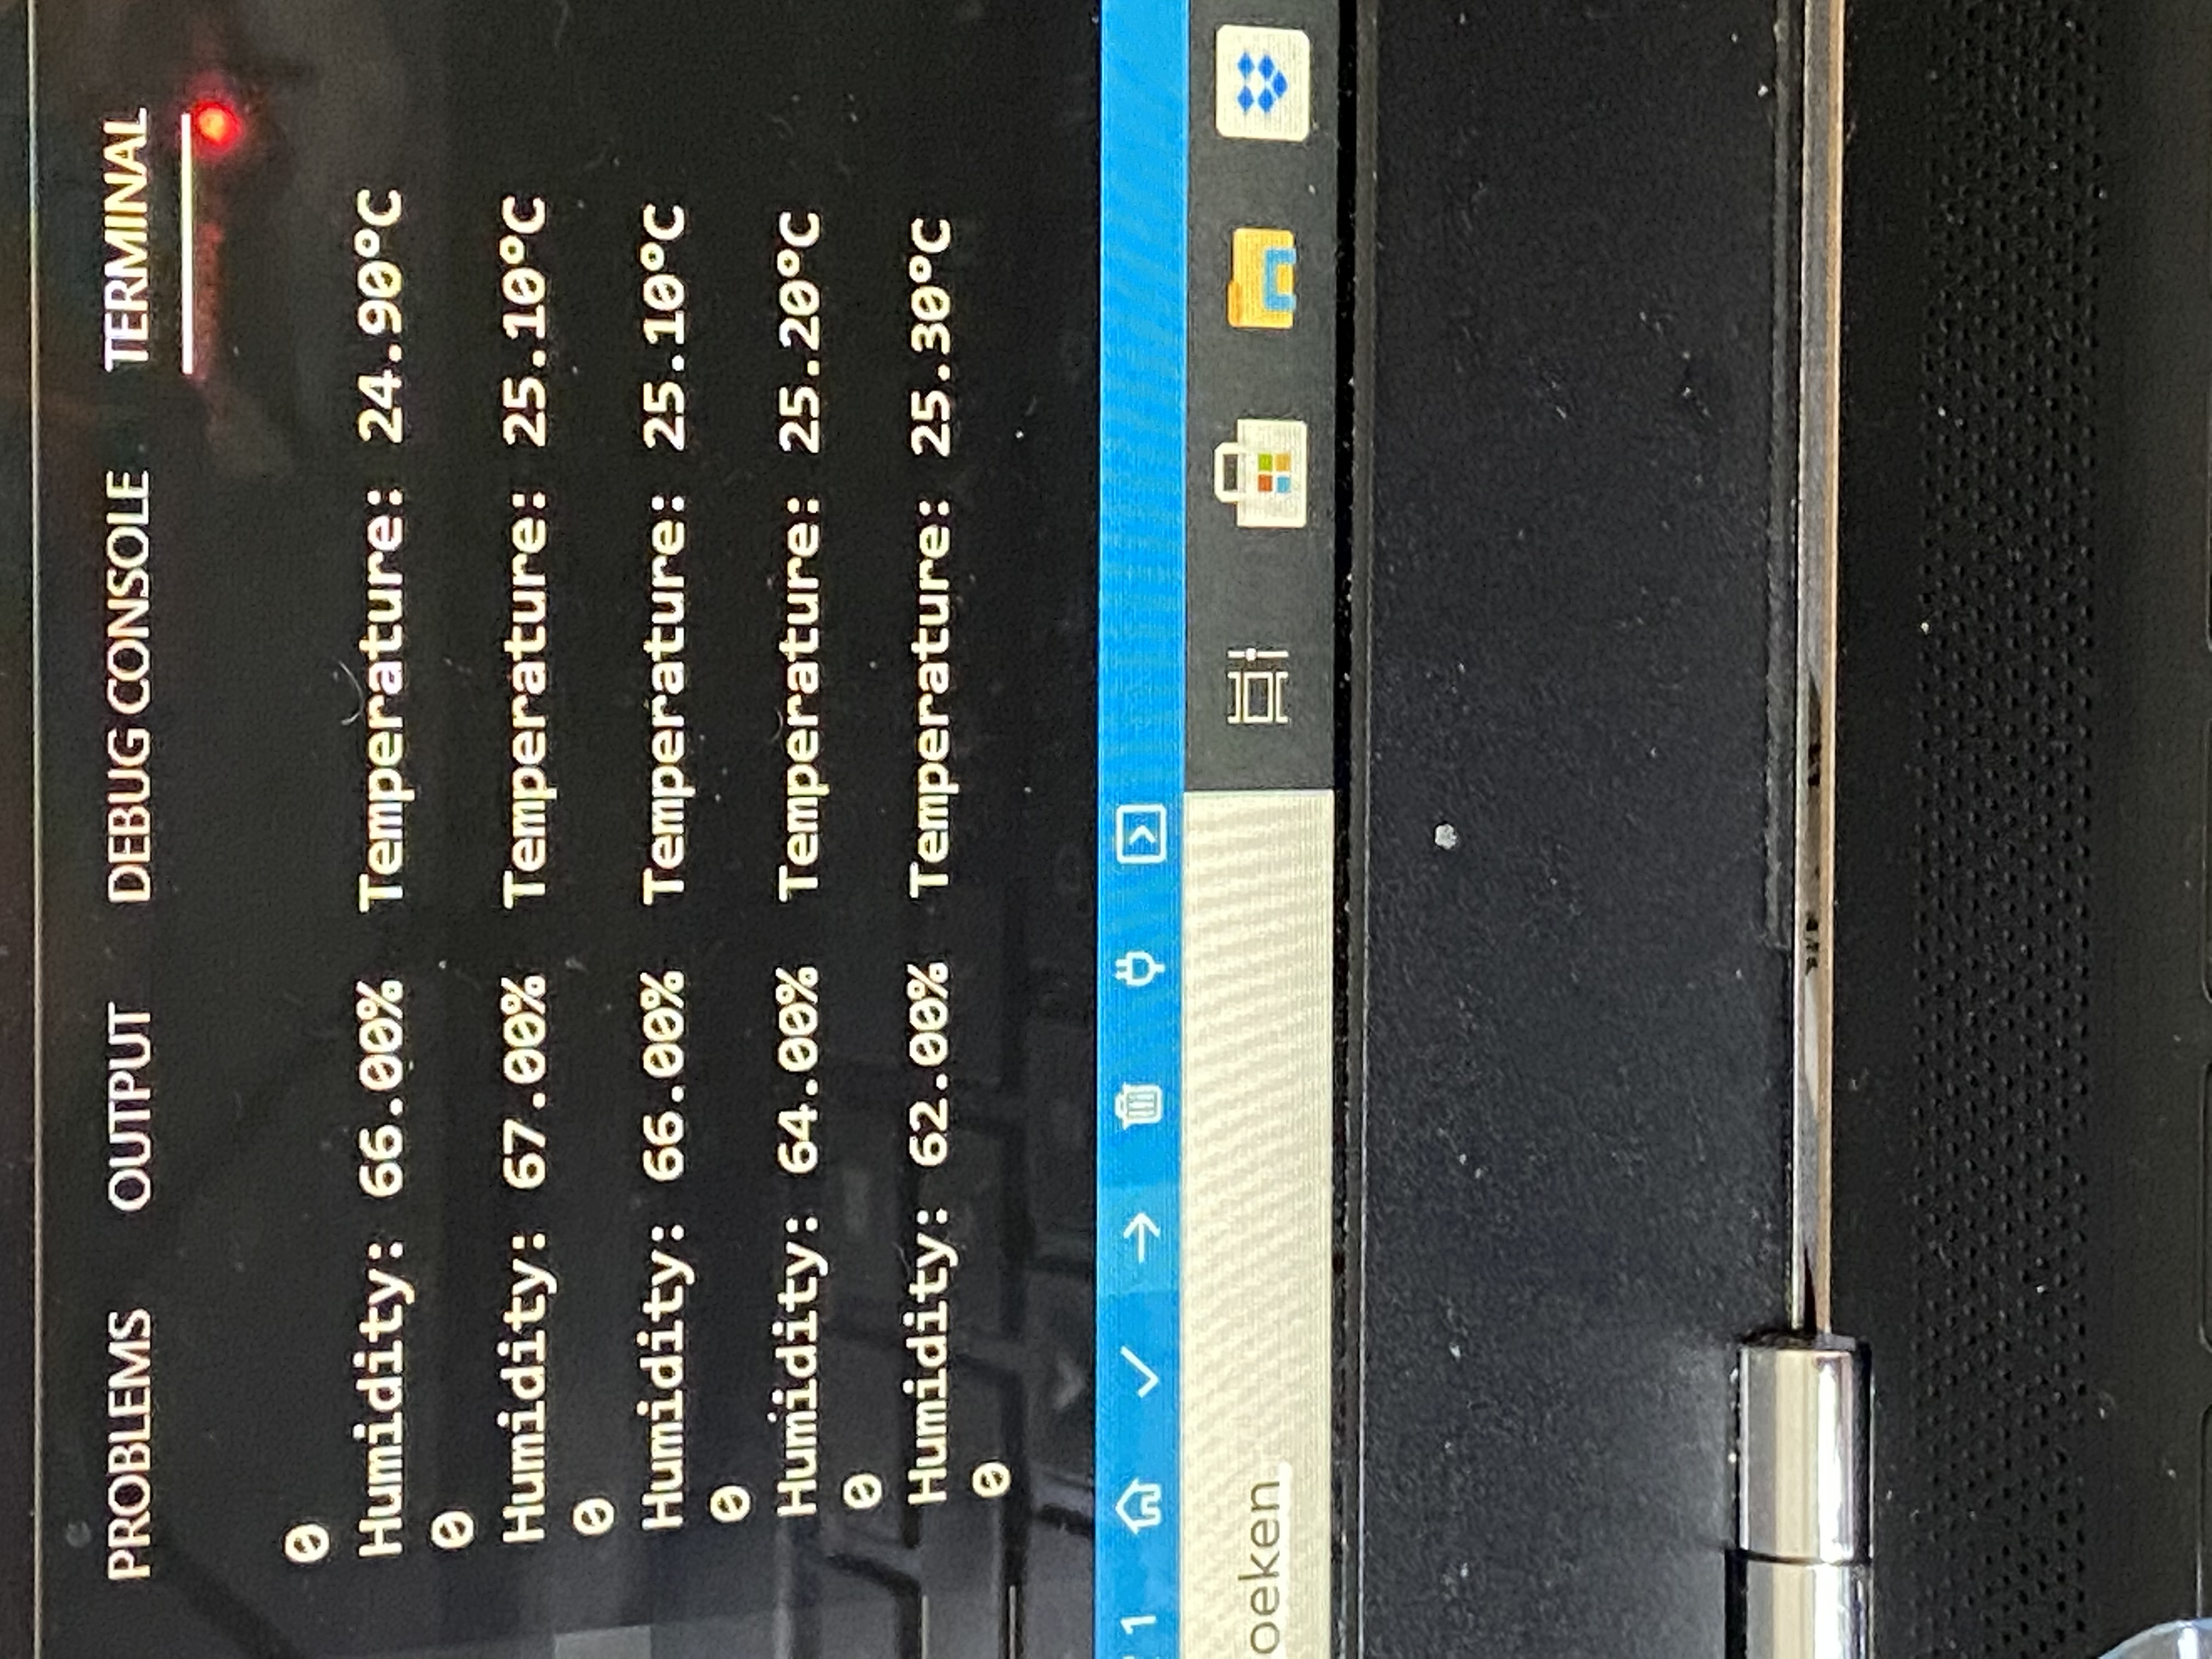 PROBLEMS OUTPUT DEBUG CONSOLE TERMINAL
0
Humidity: 66.00% Temperature: 24.90°C
0
Humidity: 67.00% Temperature: 25.10°C
0
Humidity: 66.00% Temperature: 25.10°C
0
Humidity: 64.00% Temperature: 25.20°C
0
Humidity: 62.00% Temperature: 25.30°C
0
1
oeken